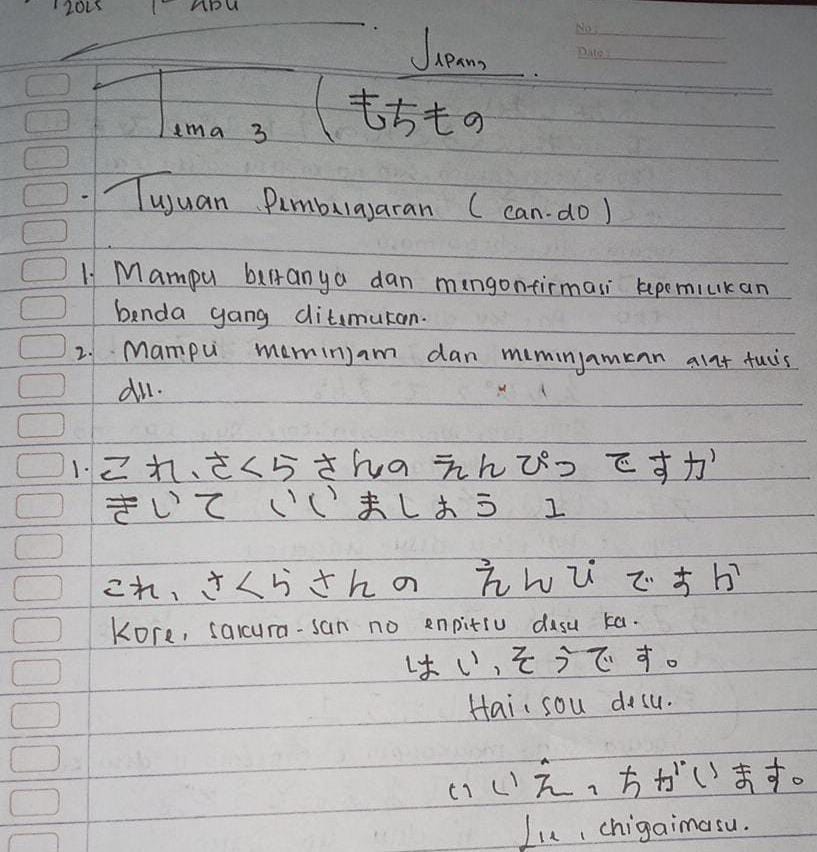 Jepang
No :
Date :
Tema 3 ( もちもの
- Tujuan Pembelajaran ( can-do )
1. Mampu bertanya dan mengonfirmasi kepemilikan
benda yang ditemukan.
2. Mampu meminjam dan meminjamkan alat tulis
dll.
1. これ、さくらさんの えんぴつ ですか
きいて いいましょう 1
これ、さくらさんの えんぴ ですか
Kore, sakura-san no enpitsu desu ka.
はい、そうです。
Hai, sou desu.
いいえ、ちがいます。
Iie, chigaimasu.